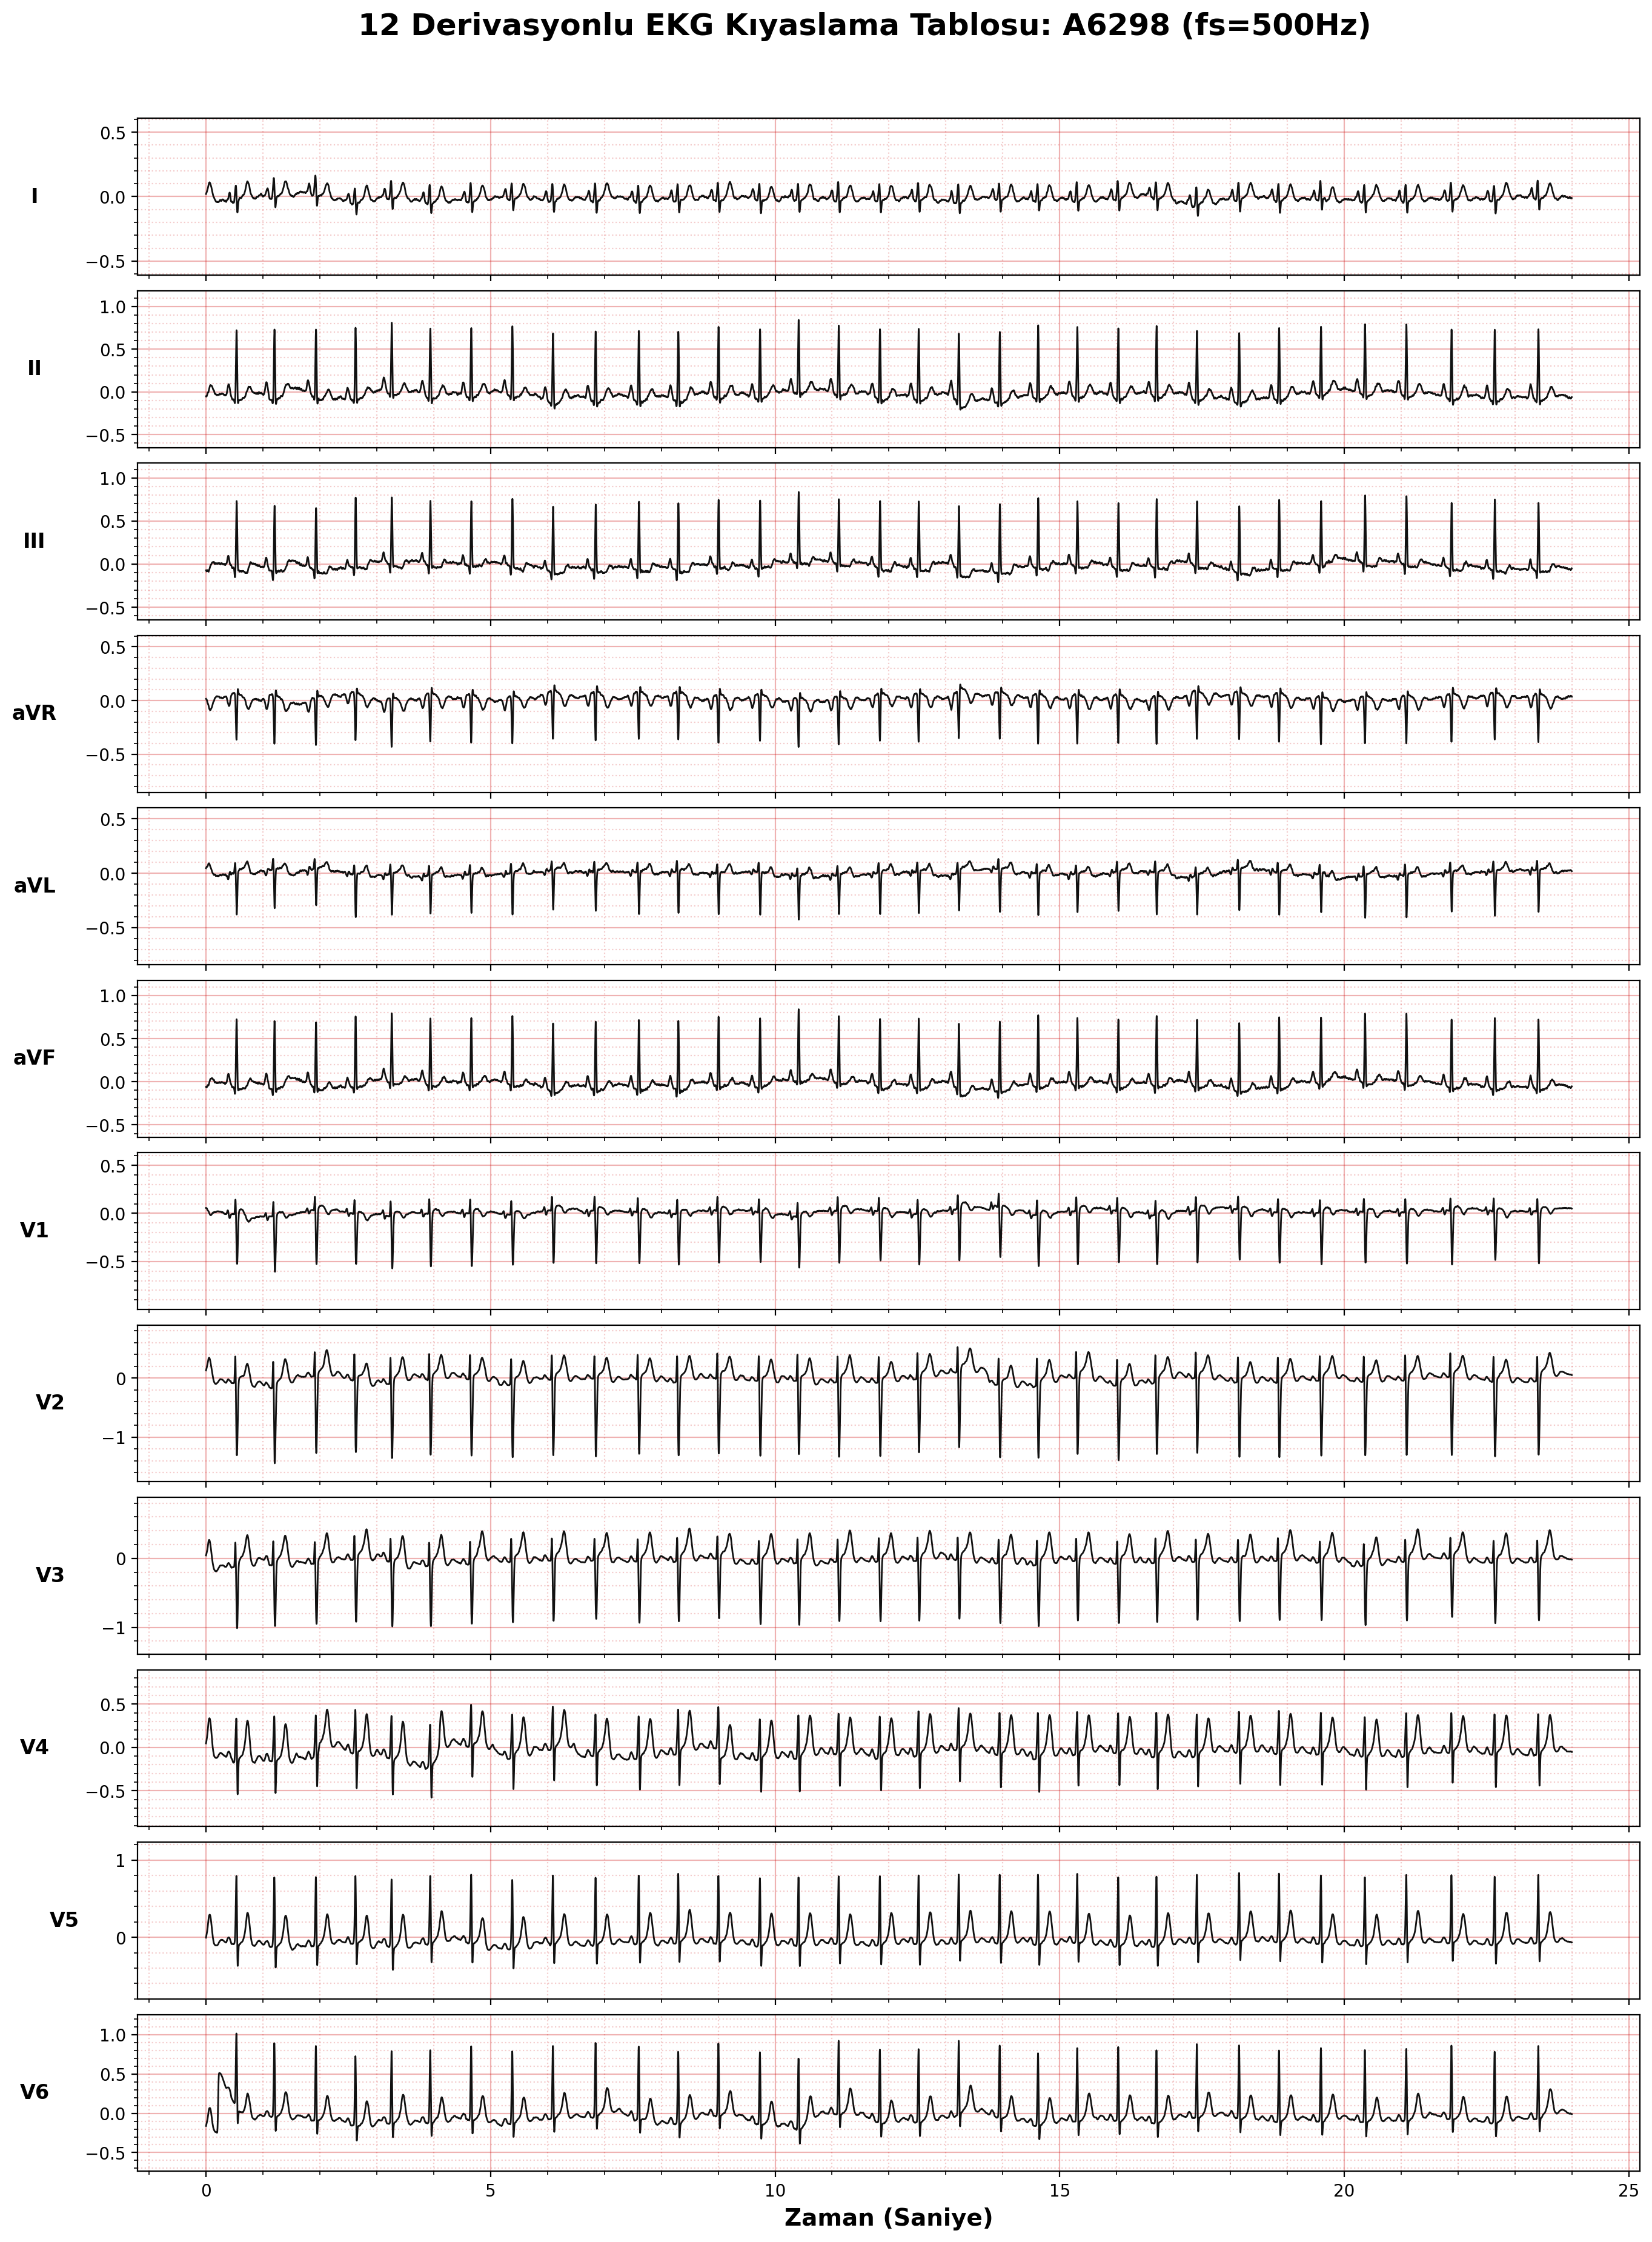 12 Derivasyonlu EKG Kıyaslama Tablosu: A6298 (fs=500Hz)
I
0.5
0.0
−0.5
II
1.0
0.5
0.0
−0.5
III
1.0
0.5
0.0
−0.5
aVR
0.5
0.0
−0.5
aVL
0.5
0.0
−0.5
aVF
1.0
0.5
0.0
−0.5
V1
0.5
0.0
−0.5
V2
0
−1
V3
0
−1
V4
0.5
0.0
−0.5
V5
1
0
V6
1.0
0.5
0.0
−0.5
0 5 10 15 20 25
Zaman (Saniye)